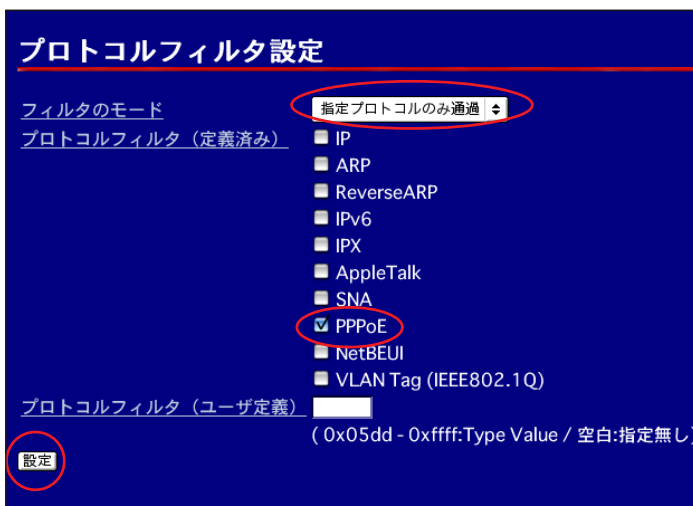 プロトコルフィルタ設定
フィルタのモード 指定プロトコルのみ通過
プロトコルフィルタ（定義済み） IP
ARP
ReverseARP
IPv6
IPX
AppleTalk
SNA
PPPoE
NetBEUI
VLAN Tag (IEEE802.1Q)
プロトコルフィルタ（ユーザ定義）
( 0x05dd - 0xffff:Type Value / 空白:指定無し)
設定